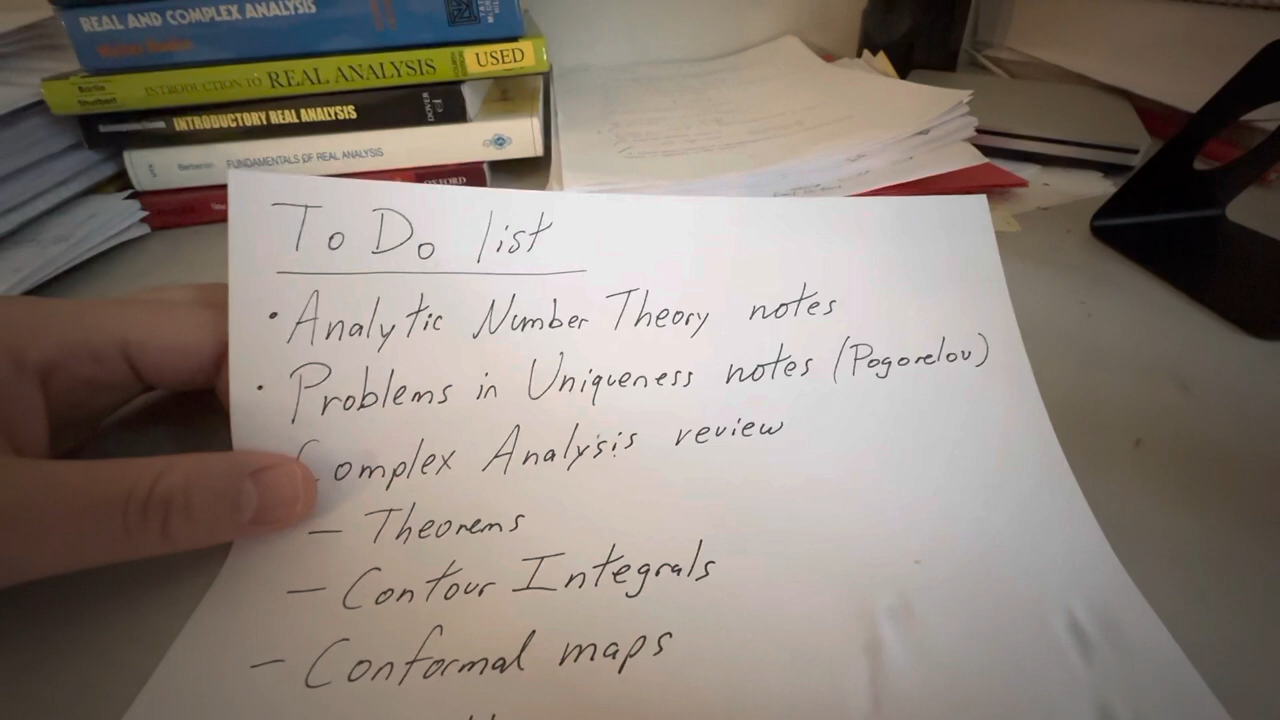 REAL AND COMPLEX ANALYSIS
Bartle
INTRODUCTION TO REAL ANALYSIS
USED
INTRODUCTORY REAL ANALYSIS
DOVER
Berberian FUNDAMENTALS OF REAL ANALYSIS
OXFORD
To Do list
• Analytic Number Theory notes
• Problems in Uniqueness notes (Pogorelov)
Complex Analysis review
— Theorems
— Contour Integrals
— Conformal maps